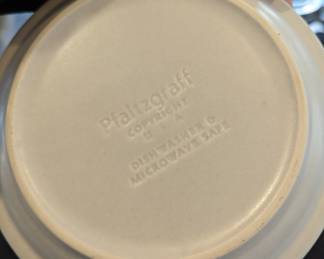 Pfaltzgraff
COPYRIGHT
U S A
DISHWASHER &
MICROWAVE SAFE